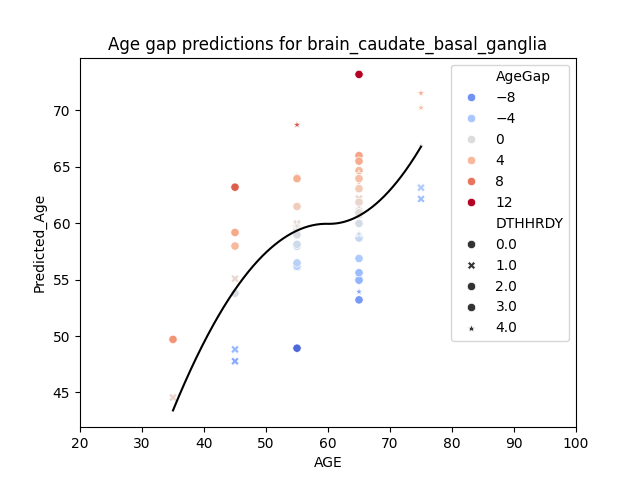 Age gap predictions for brain_caudate_basal_ganglia
Predicted_Age
70
65
60
55
50
45
20 30 40 50 60 70 80 90 100
AGE
AgeGap
−8
−4
0
4
8
12
DTHHRDY
0.0
1.0
2.0
3.0
4.0